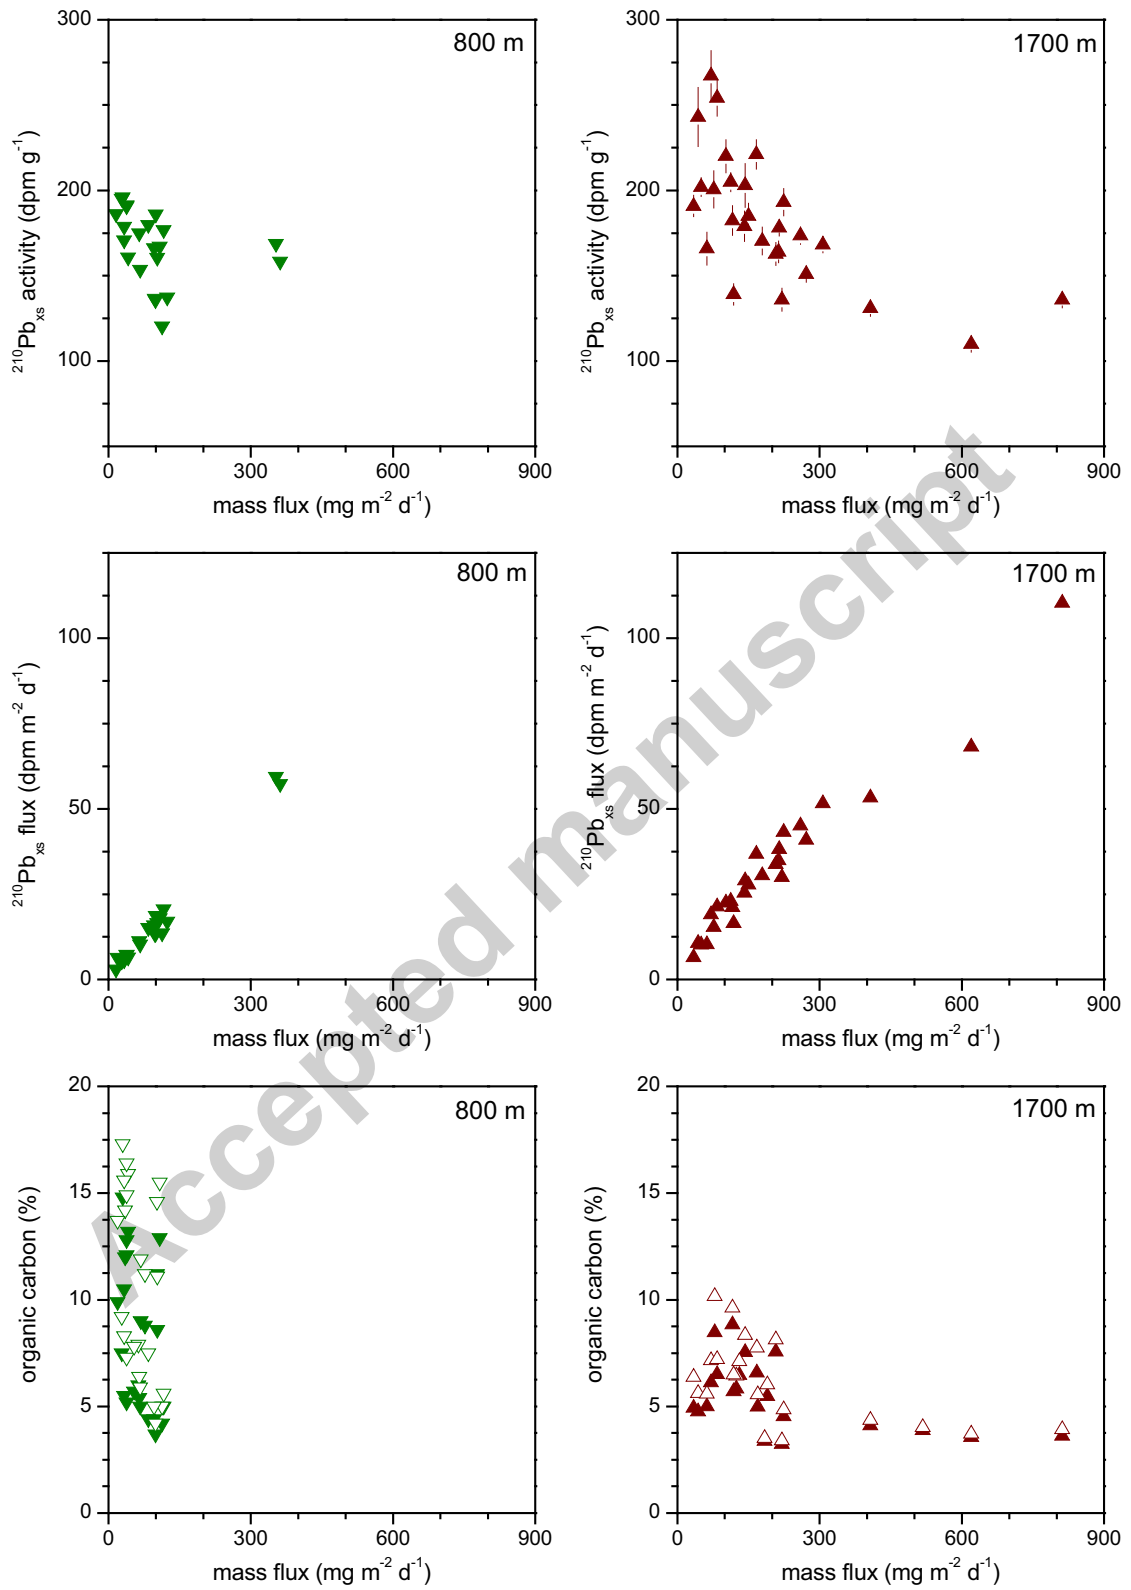 300
250
200
150
100
50
0 300 600 900
800 m
²¹⁰Pbₓₛ activity (dpm g⁻¹)
mass flux (mg m⁻² d⁻¹)
300
200
100
0 300 600 900
1700 m
²¹⁰Pbₓₛ activity (dpm g⁻¹)
mass flux (mg m⁻² d⁻¹)
100
50
0
0 300 600 900
800 m
²¹⁰Pbₓₛ flux (dpm m⁻² d⁻¹)
mass flux (mg m⁻² d⁻¹)
100
50
0
0 300 600 900
1700 m
²¹⁰Pbₓₛ flux (dpm m⁻² d⁻¹)
mass flux (mg m⁻² d⁻¹)
20
15
10
5
0
0 300 600 900
800 m
organic carbon (%)
mass flux (mg m⁻² d⁻¹)
20
15
10
5
0
0 300 600 900
1700 m
organic carbon (%)
mass flux (mg m⁻² d⁻¹)
Accepted manuscript